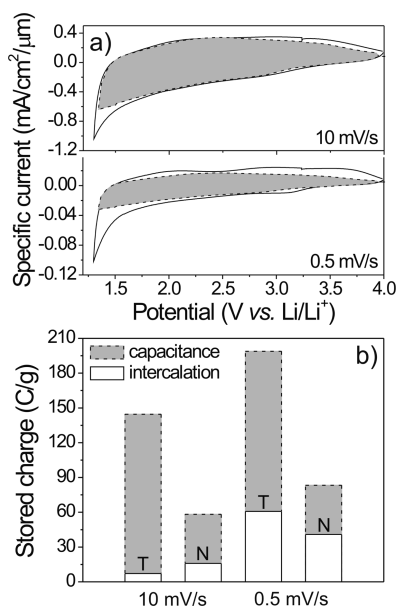 a)
Specific current (mA/cm²/μm)
0.4
0.0
-0.4
-0.8
-1.2
10 mV/s
0.00
-0.04
-0.08
-0.12
0.5 mV/s
1.5 2.0 2.5 3.0 3.5 4.0
Potential (V vs. Li/Li⁺)
b)
Stored charge (C/g)
210
180
150
120
90
60
30
0
capacitance
intercalation
T N T N
10 mV/s 0.5 mV/s